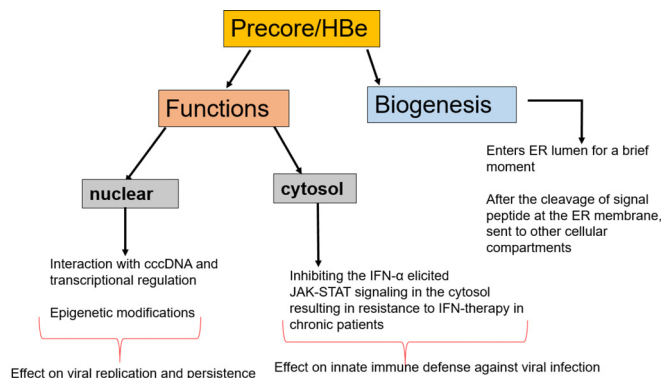 Precore/HBe
Functions
Biogenesis
nuclear
cytosol
Enters ER lumen for a brief
moment
After the cleavage of signal
peptide at the ER membrane,
sent to other cellular
compartments
Interaction with cccDNA and
transcriptional regulation
Epigenetic modifications
Inhibiting the IFN-α elicited
JAK-STAT signaling in the cytosol
resulting in resistance to IFN-therapy in
chronic patients
Effect on viral replication and persistence
Effect on innate immune defense against viral infection